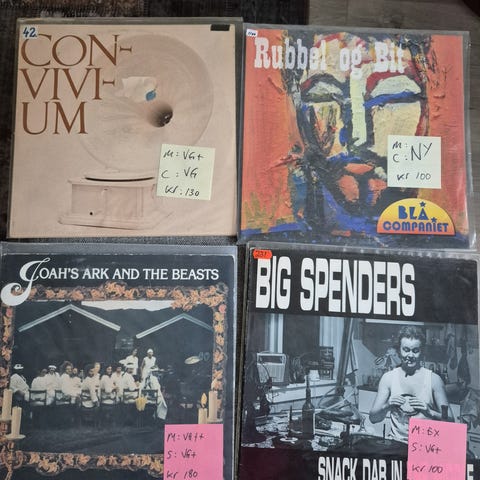 42
CON-
VIVI-
UM
M: VG+
C: VG
KR: 130
Rubbel og Bit
M:
C: NY
KR 100
BLÅ
COMPANIET
JOAH'S ARK AND THE BEASTS
M: VG++
S: VG+
KR 180
BIG SPENDERS
M: EX
S: VG+
KR 100
SNACK DAB IN